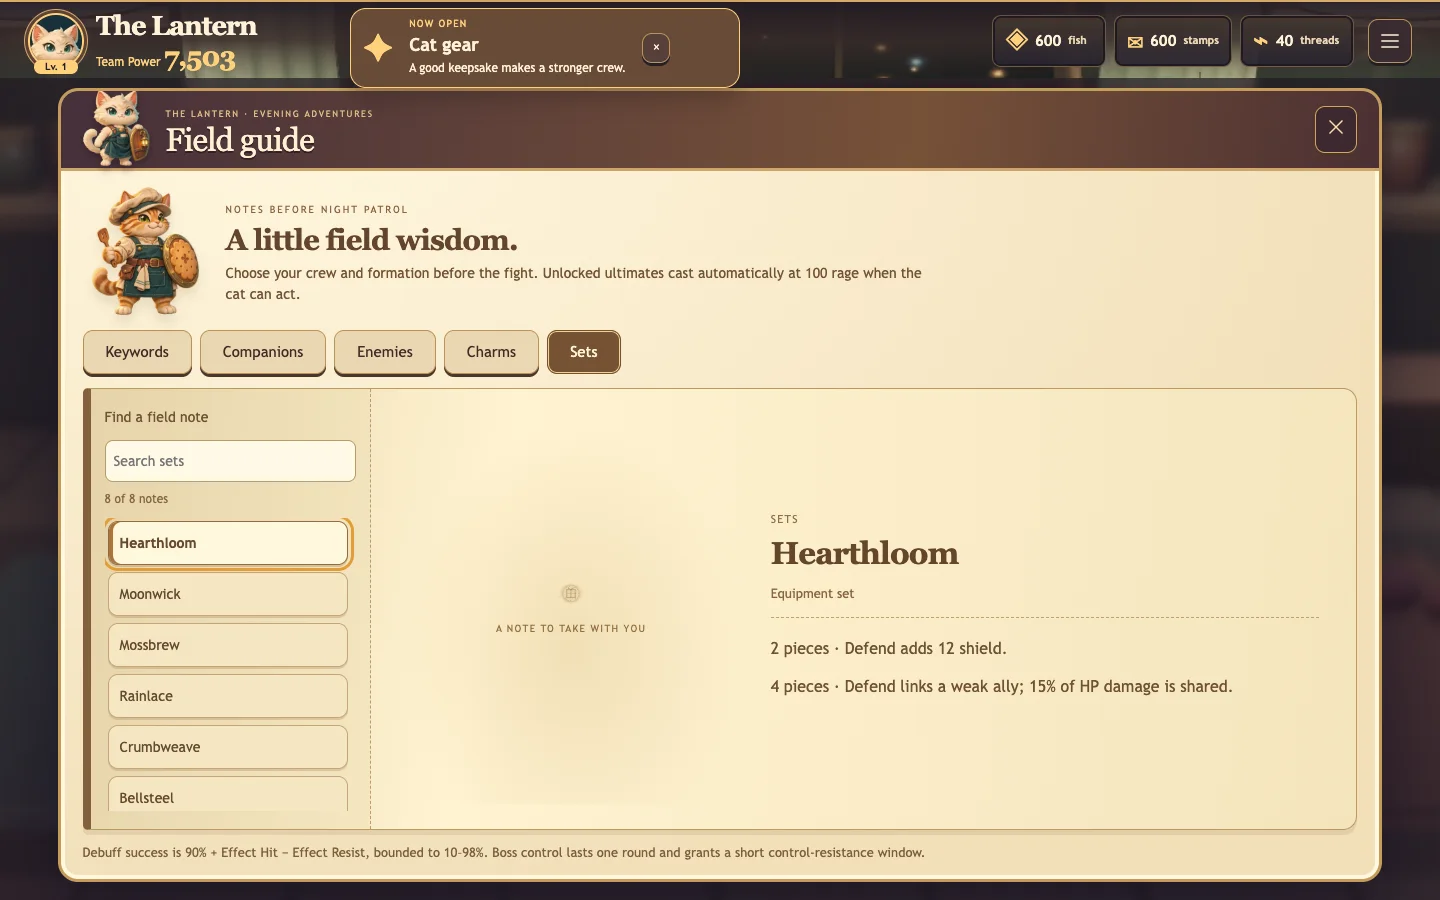 The Lantern
Lv. 1
Team Power 7,503
NOW OPEN
Cat gear
A good keepsake makes a stronger crew.
×
600 fish
600 stamps
40 threads
THE LANTERN · EVENING ADVENTURES
Field guide
NOTES BEFORE NIGHT PATROL
A little field wisdom.
Choose your crew and formation before the fight. Unlocked ultimates cast automatically at 100 rage when the
cat can act.
Keywords
Companions
Enemies
Charms
Sets
Find a field note
Search sets
8 of 8 notes
Hearthloom
Moonwick
Mossbrew
Rainlace
Crumbweave
Bellsteel
A NOTE TO TAKE WITH YOU
SETS
Hearthloom
Equipment set
2 pieces · Defend adds 12 shield.
4 pieces · Defend links a weak ally; 15% of HP damage is shared.
Debuff success is 90% + Effect Hit − Effect Resist, bounded to 10–98%. Boss control lasts one round and grants a short control-resistance window.